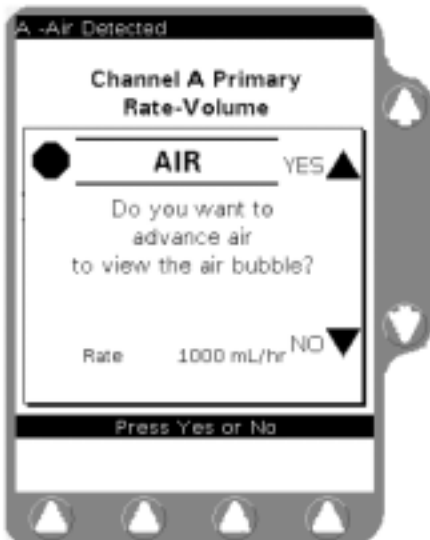 A -Air Detected
Channel A Primary
Rate-Volume
AIR YES
Do you want to
advance air
to view the air bubble?
NO
Rate 1000 mL/hr
Press Yes or No